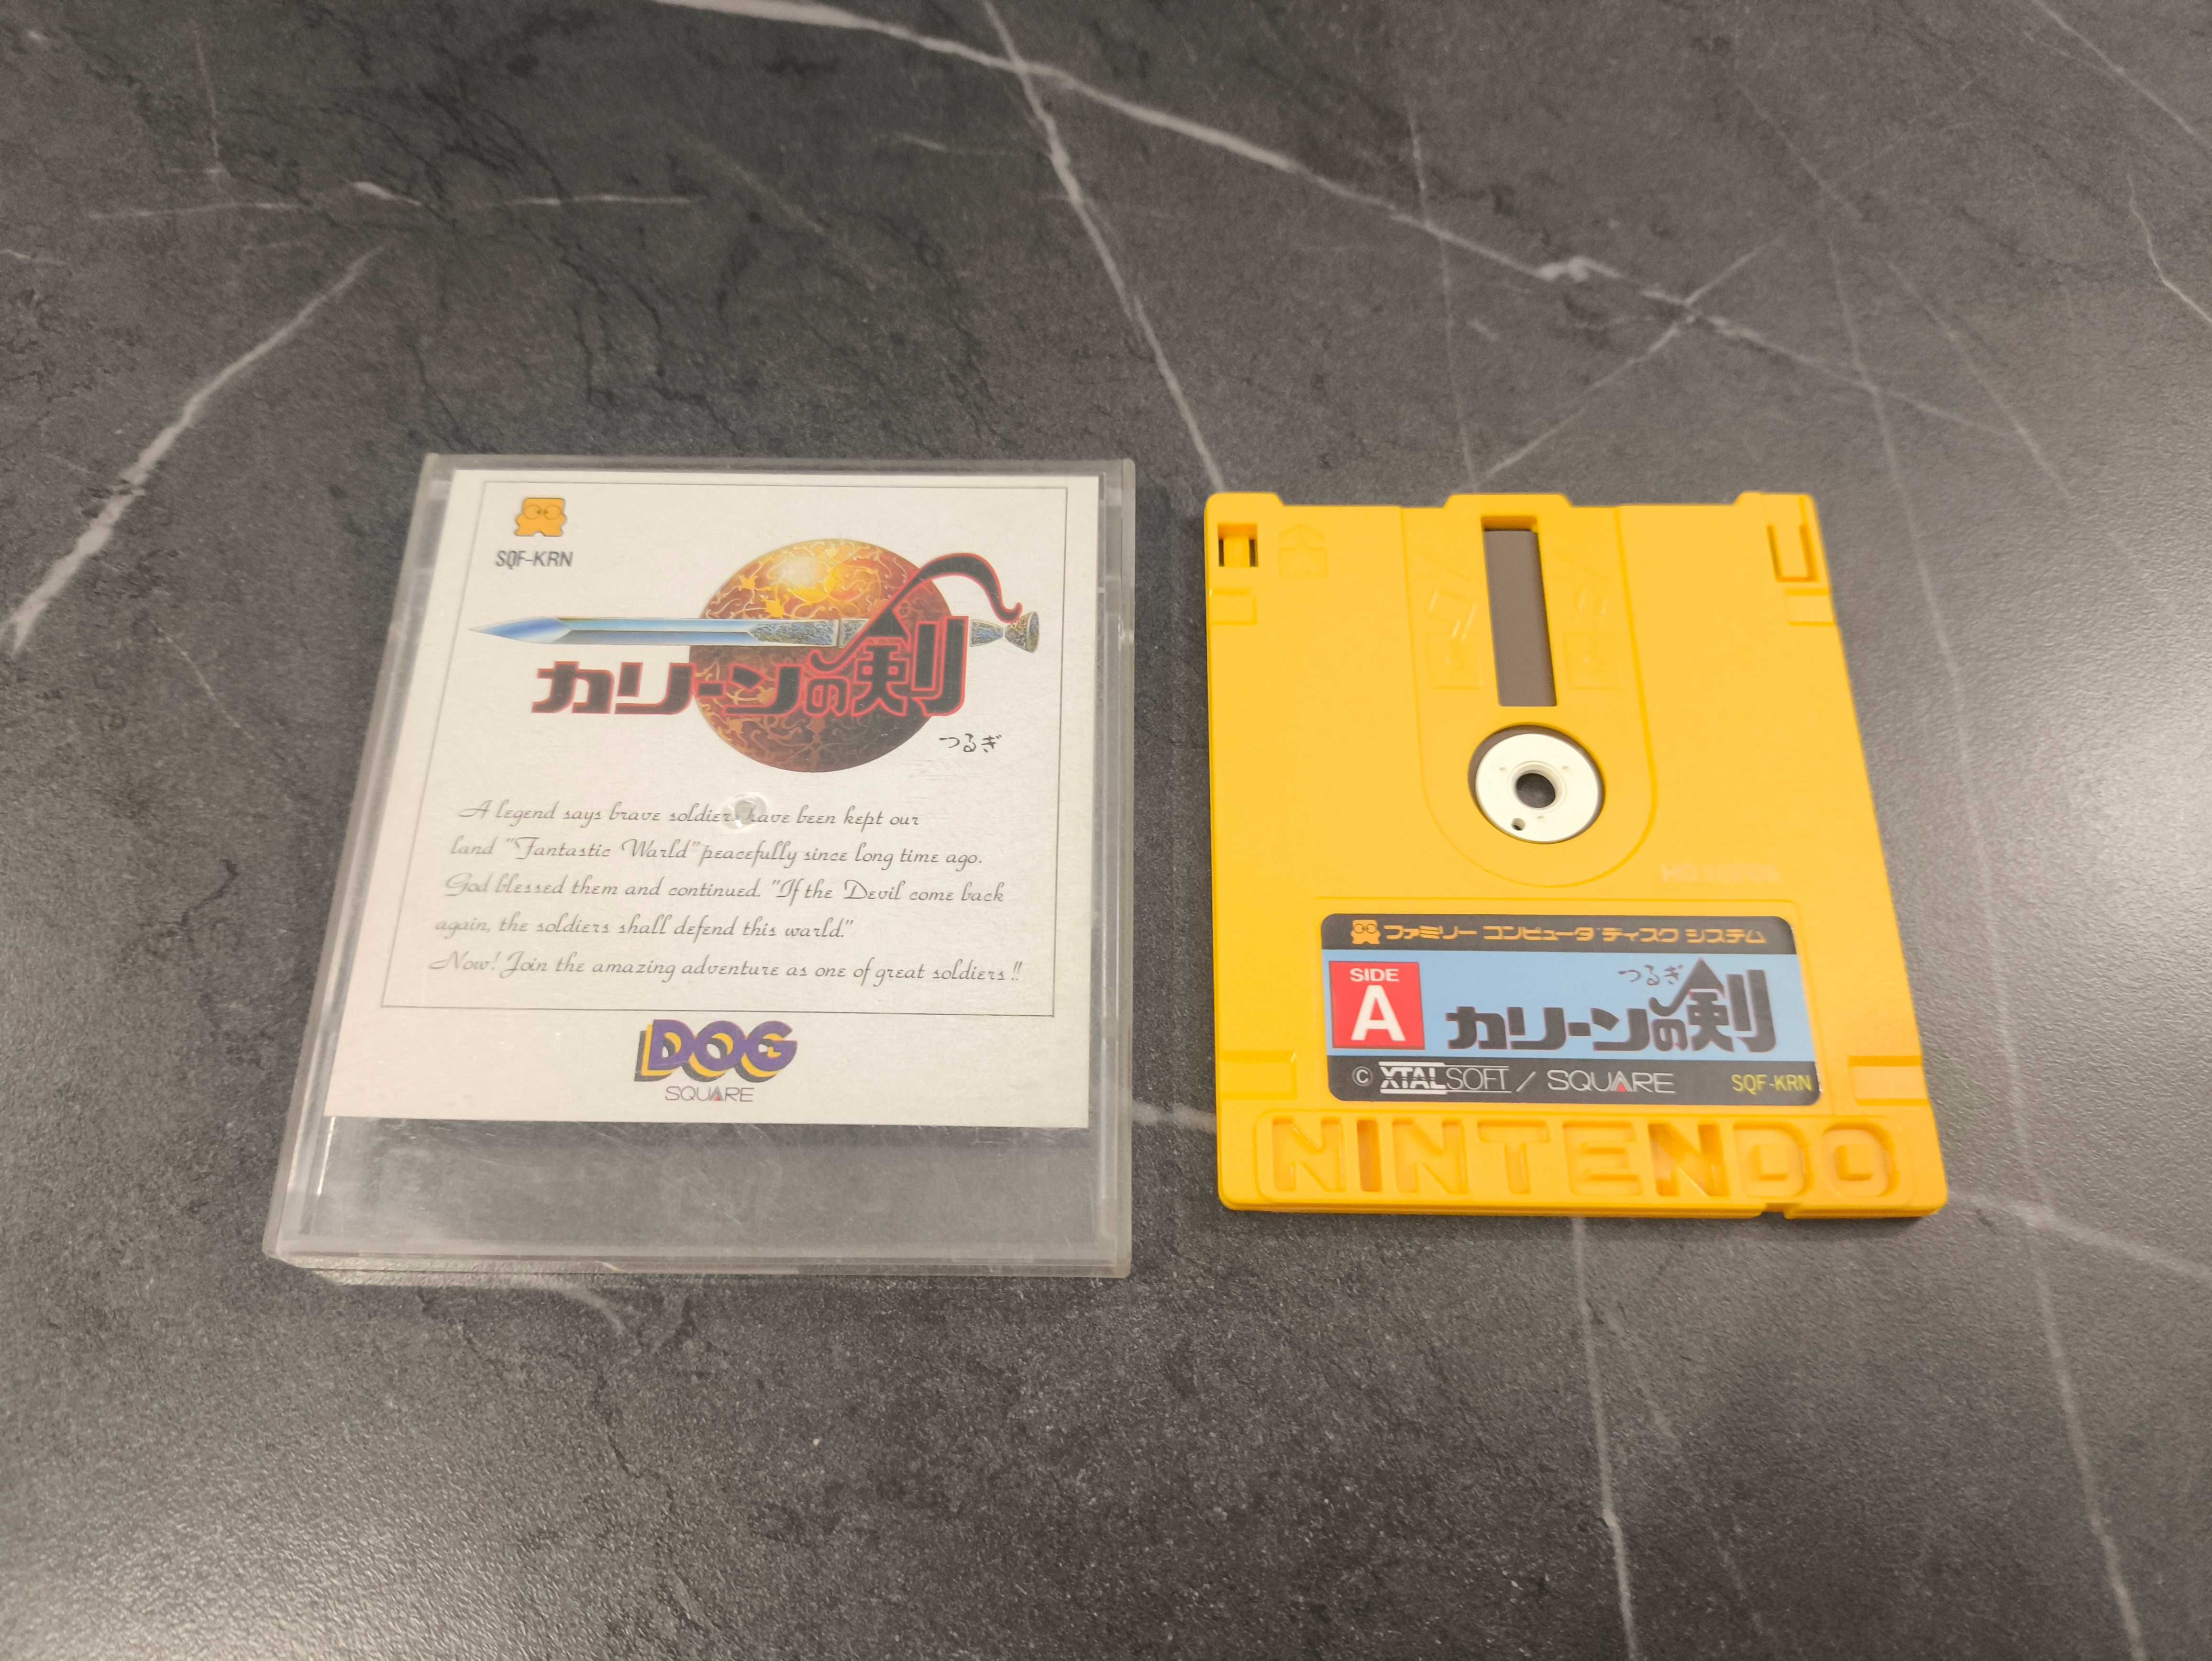 SQF-KRN
カリーンの剣
つるぎ
A legend says brave soldiers have been kept our
land "Fantastic World" peacefully since long time ago.
God blessed them and continued. "If the Devil come back
again, the soldiers shall defend this world."
Now! Join the amazing adventure as one of great soldiers!!
DOG
SQUARE
ファミリー コンピュータ ディスク システム
SIDE
A
つるぎ
カリーンの剣
© XTALSOFT / SQUARE
SQF-KRN
NINTENDO